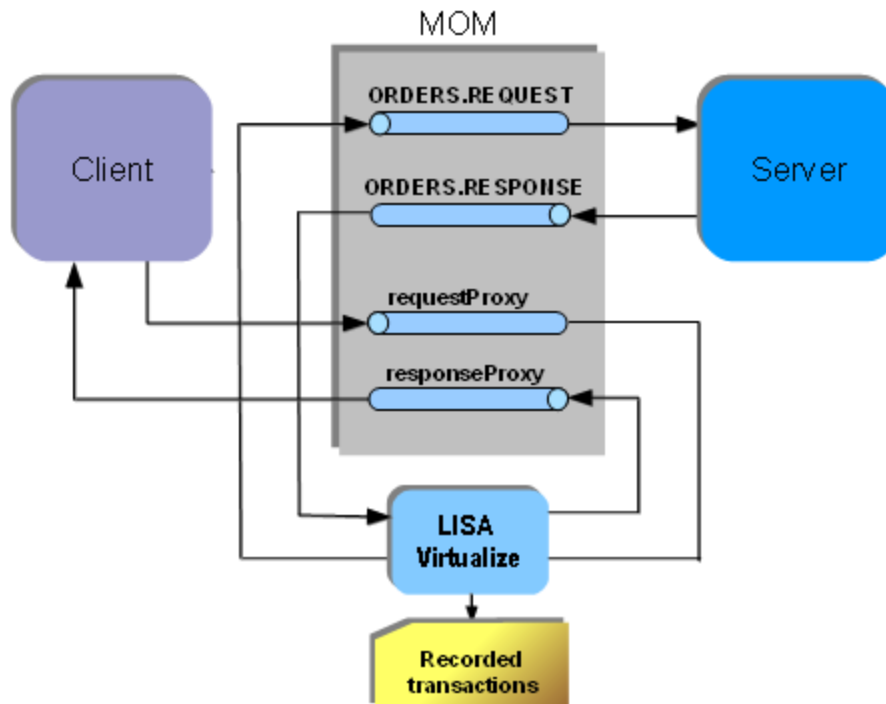 MOM
Client
ORDERS.REQUEST
Server
ORDERS.RESPONSE
requestProxy
responseProxy
LISA
Virtualize
Recorded
transactions